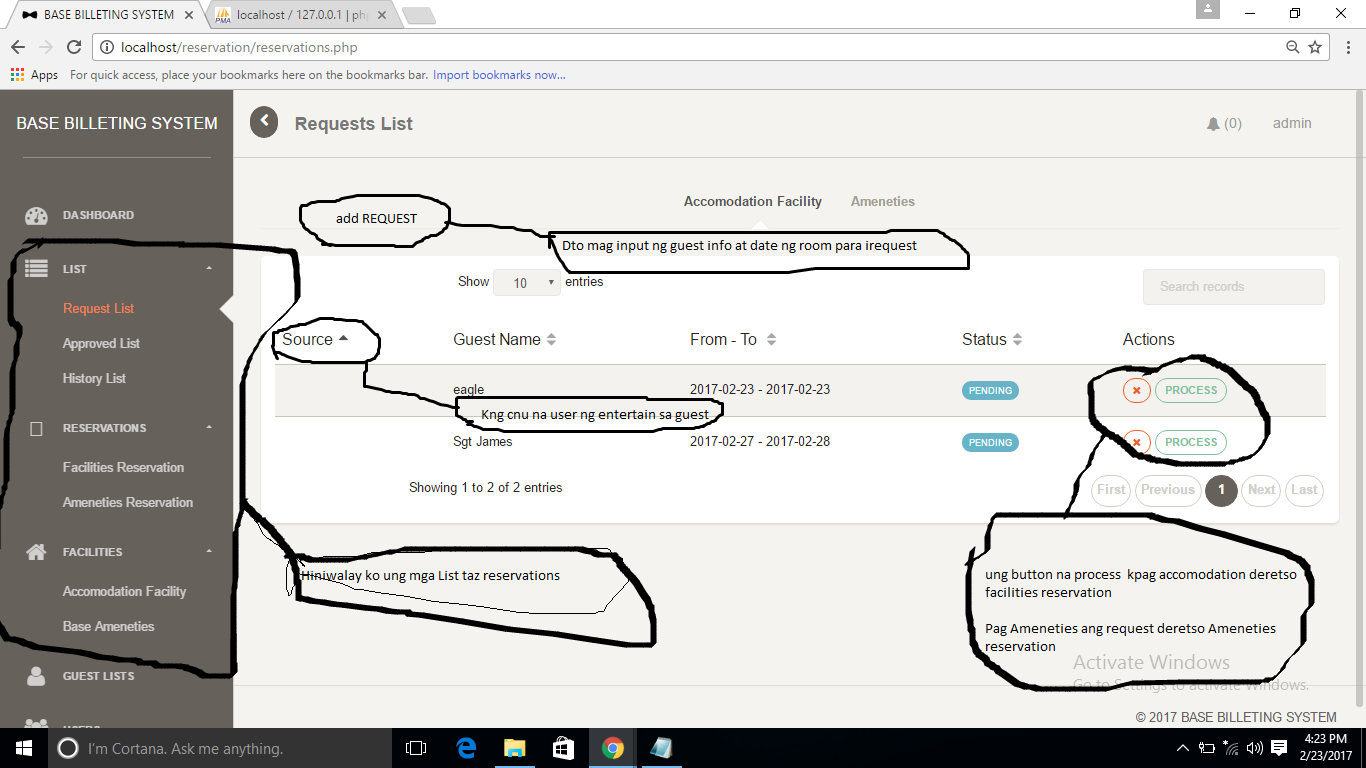 BASE BILLETING SYSTEM
localhost / 127.0.0.1 | ph
localhost/reservation/reservations.php
Apps For quick access, place your bookmarks here on the bookmarks bar. Import bookmarks now...
BASE BILLETING SYSTEM
Requests List
(0)
admin
DASHBOARD
LIST
Request List
Approved List
History List
RESERVATIONS
Facilities Reservation
Ameneties Reservation
FACILITIES
Accomodation Facility
Base Ameneties
GUEST LISTS
USERS
add REQUEST
Accomodation Facility Ameneties
Dto mag input ng guest info at date ng room para irequest
Show 10 entries
Search records
Source Guest Name From - To Status Actions
eagle 2017-02-23 - 2017-02-23 PENDING PROCESS
Kng cnu na user ng entertain sa guest
Sgt James 2017-02-27 - 2017-02-28 PENDING PROCESS
Showing 1 to 2 of 2 entries
First Previous 1 Next Last
Hiniwalay ko ung mga List taz reservations
ung button na process kpag accomodation deretso
facilities reservation
Pag Ameneties ang request deretso Ameneties
reservation
Activate Windows
Go to Settings to activate Windows.
© 2017 BASE BILLETING SYSTEM
I'm Cortana. Ask me anything.
4:23 PM
2/23/2017